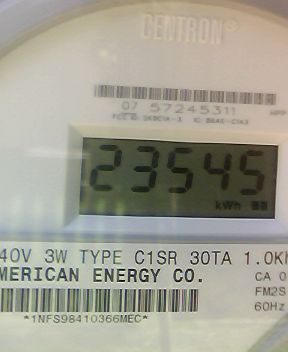 CENTRON®
07 57245311
23545
kWh
40V 3W TYPE C1SR 30TA 1.0Kh
MERICAN ENERGY CO.
CA 0
FM2S
60Hz
*1NFS98410366MEC*